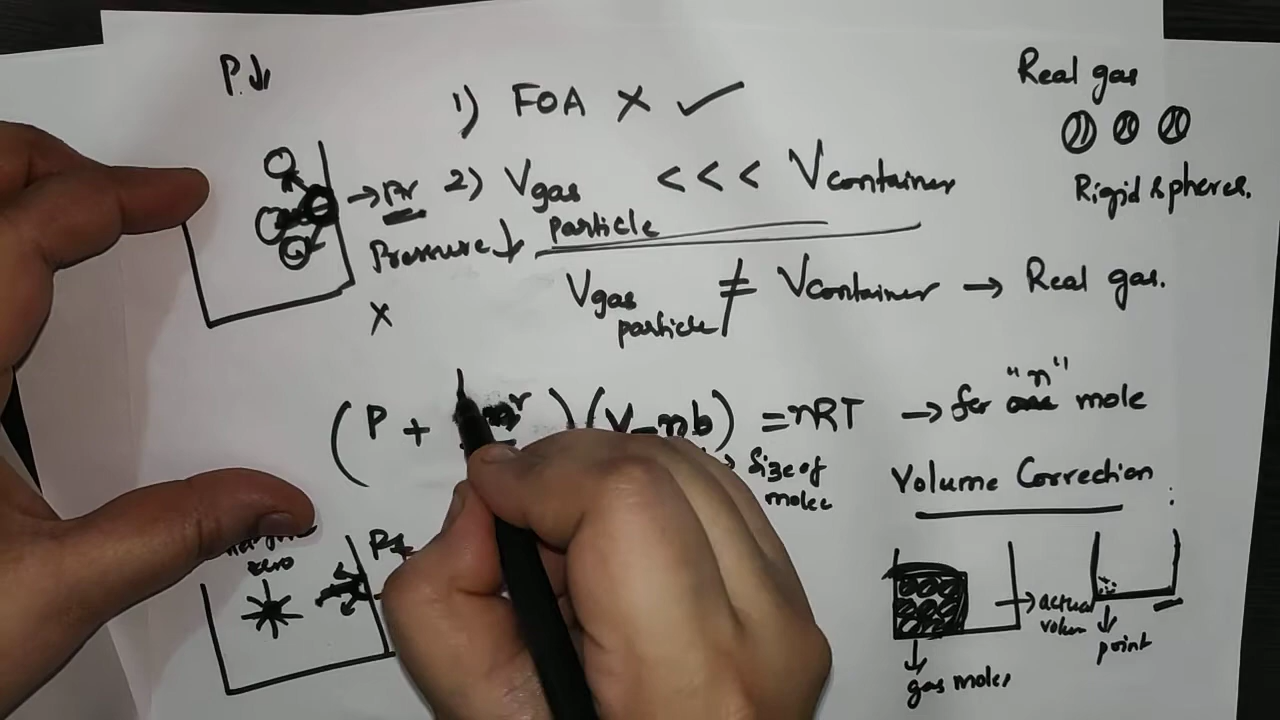 P.
1) FOA X ✓
Real gas
2) Vgas particle <<< Vcontainer
Rigid spheres.
Pressure ↓
X
Vgas particle ≠ Vcontainer → Real gas.
(P + ) (V-nb) = nRT → for "n" mole
Size of
molec
Volume Correction
zero
→ actual
volum
point
gas molec